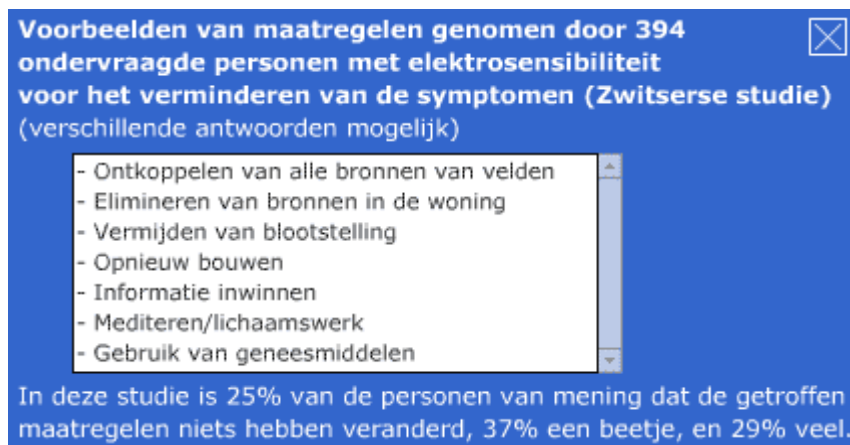 Voorbeelden van maatregelen genomen door 394
ondervraagde personen met elektrosensibiliteit
voor het verminderen van de symptomen (Zwitserse studie)
(verschillende antwoorden mogelijk)
- Ontkoppelen van alle bronnen van velden
- Elimineren van bronnen in de woning
- Vermijden van blootstelling
- Opnieuw bouwen
- Informatie inwinnen
- Mediteren/lichaamswerk
- Gebruik van geneesmiddelen
In deze studie is 25% van de personen van mening dat de getroffen
maatregelen niets hebben veranderd, 37% een beetje, en 29% veel.